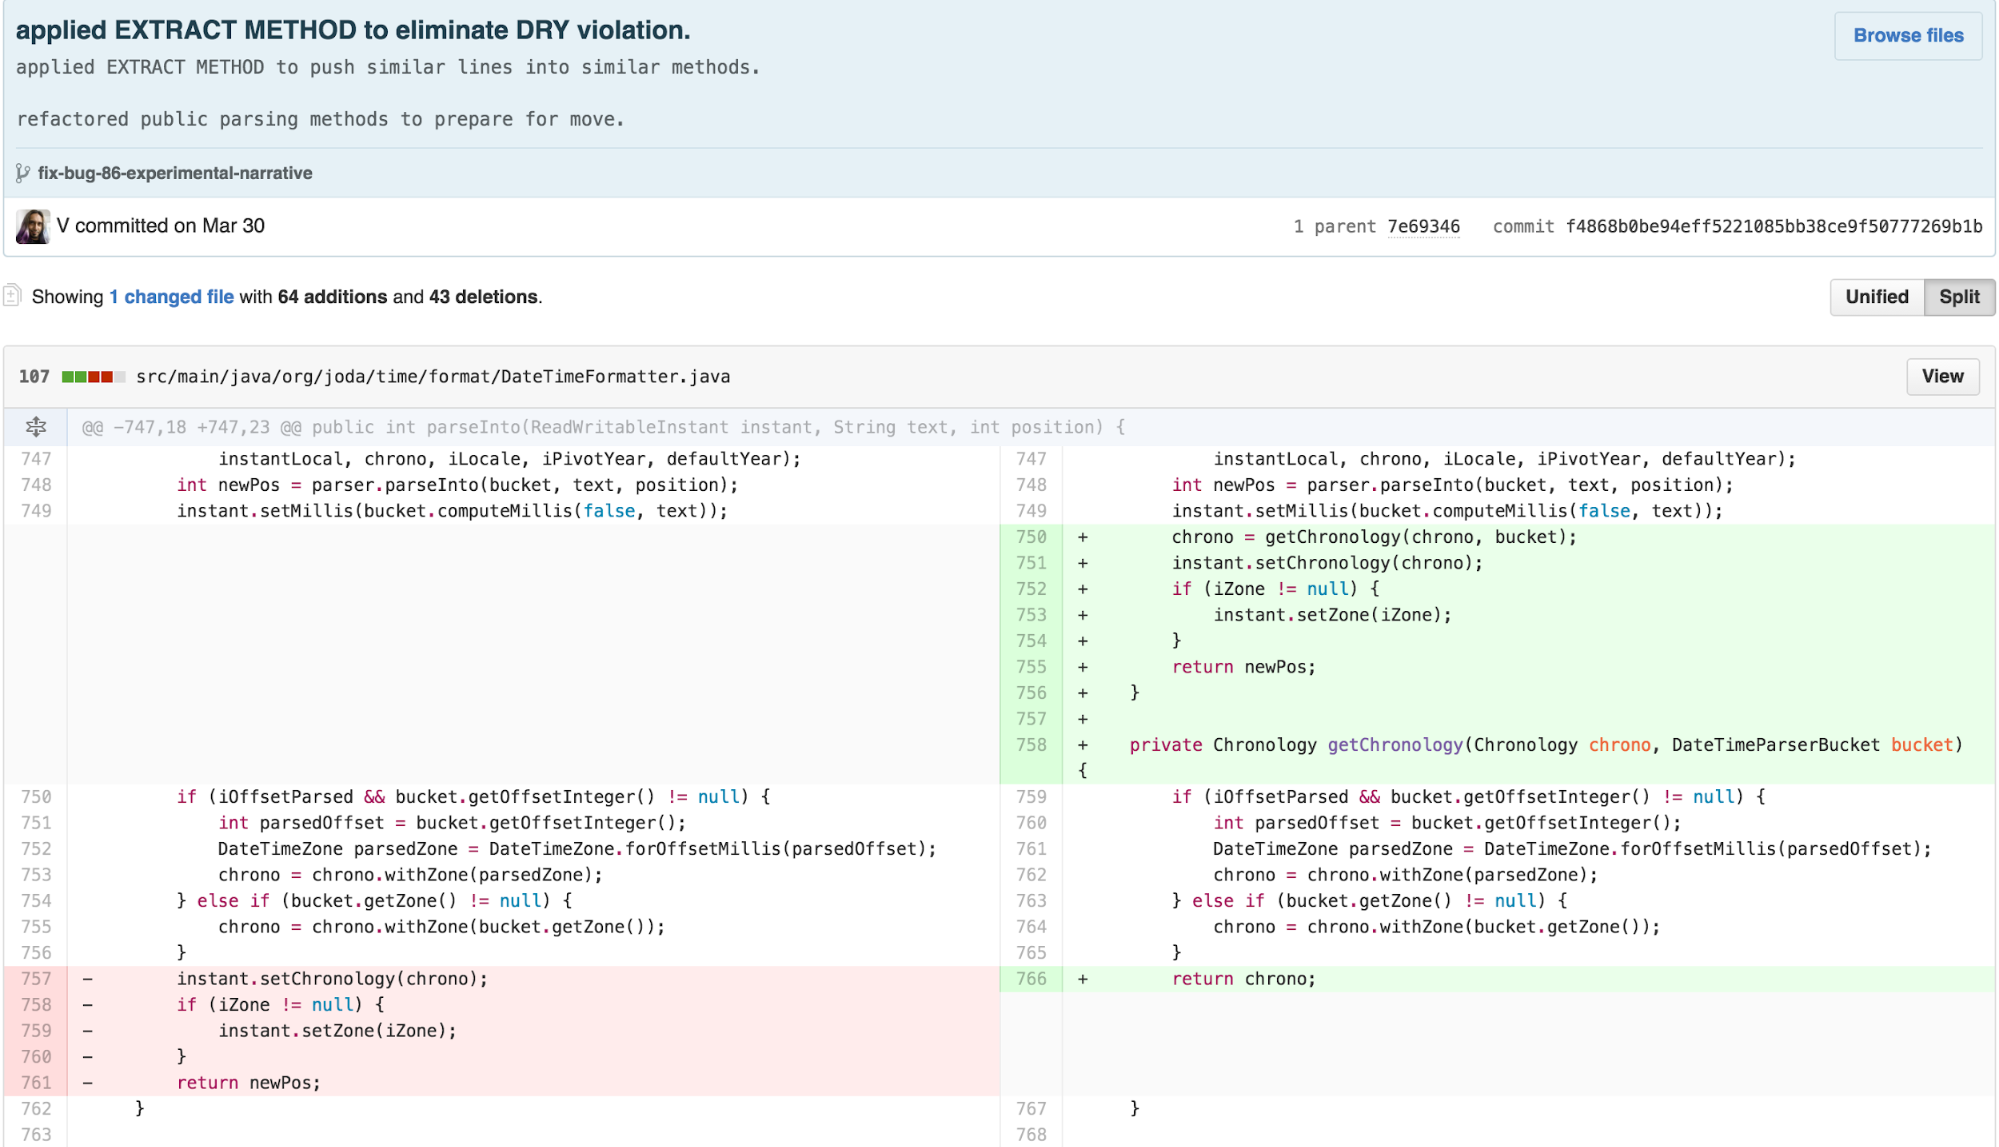 applied EXTRACT METHOD to eliminate DRY violation.
Browse files
applied EXTRACT METHOD to push similar lines into similar methods.
refactored public parsing methods to prepare for move.
fix-bug-86-experimental-narrative
V committed on Mar 30
1 parent 7e69346 commit f4868b0be94eff5221085bb38ce9f50777269b1b
Showing 1 changed file with 64 additions and 43 deletions.
Unified Split
107 src/main/java/org/joda/time/format/DateTimeFormatter.java
View
@@ -747,18 +747,23 @@ public int parseInto(ReadWritableInstant instant, String text, int position) {
747 instantLocal, chrono, iLocale, iPivotYear, defaultYear);
748 int newPos = parser.parseInto(bucket, text, position);
749 instant.setMillis(bucket.computeMillis(false, text));
750 if (iOffsetParsed && bucket.getOffsetInteger() != null) {
751 int parsedOffset = bucket.getOffsetInteger();
752 DateTimeZone parsedZone = DateTimeZone.forOffsetMillis(parsedOffset);
753 chrono = chrono.withZone(parsedZone);
754 } else if (bucket.getZone() != null) {
755 chrono = chrono.withZone(bucket.getZone());
756 }
757 - instant.setChronology(chrono);
758 - if (iZone != null) {
759 - instant.setZone(iZone);
760 - }
761 - return newPos;
762 }
763
747 instantLocal, chrono, iLocale, iPivotYear, defaultYear);
748 int newPos = parser.parseInto(bucket, text, position);
749 instant.setMillis(bucket.computeMillis(false, text));
750 + chrono = getChronology(chrono, bucket);
751 + instant.setChronology(chrono);
752 + if (iZone != null) {
753 + instant.setZone(iZone);
754 + }
755 + return newPos;
756 + }
757 +
758 + private Chronology getChronology(Chronology chrono, DateTimeParserBucket bucket)
{
759 if (iOffsetParsed && bucket.getOffsetInteger() != null) {
760 int parsedOffset = bucket.getOffsetInteger();
761 DateTimeZone parsedZone = DateTimeZone.forOffsetMillis(parsedOffset);
762 chrono = chrono.withZone(parsedZone);
763 } else if (bucket.getZone() != null) {
764 chrono = chrono.withZone(bucket.getZone());
765 }
766 + return chrono;
767 }
768